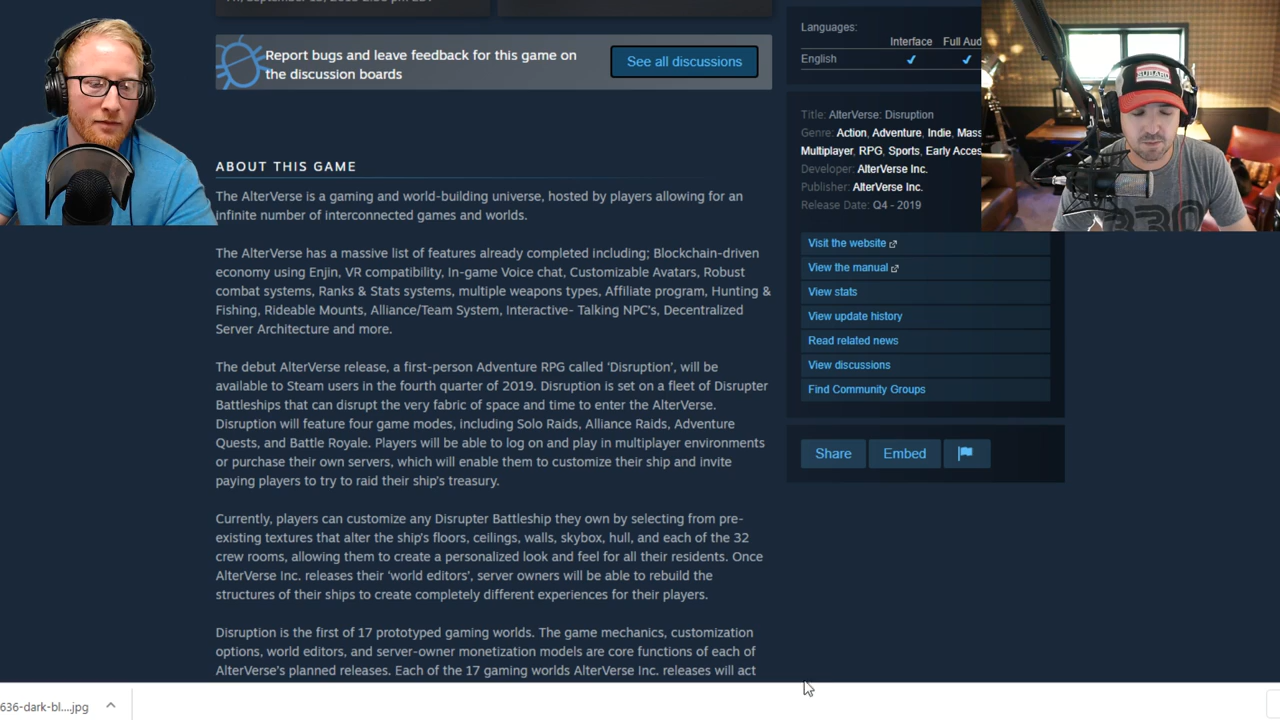 Report bugs and leave feedback for this game on
the discussion boards
See all discussions
ABOUT THIS GAME
The AlterVerse is a gaming and world-building universe, hosted by players allowing for an
infinite number of interconnected games and worlds.
The AlterVerse has a massive list of features already completed including; Blockchain-driven
economy using Enjin, VR compatibility, In-game Voice chat, Customizable Avatars, Robust
combat systems, Ranks & Stats systems, multiple weapons types, Affiliate program, Hunting &
Fishing, Rideable Mounts, Alliance/Team System, Interactive- Talking NPC's, Decentralized
Server Architecture and more.
The debut AlterVerse release, a first-person Adventure RPG called ‘Disruption’, will be
available to Steam users in the fourth quarter of 2019. Disruption is set on a fleet of Disrupter
Battleships that can disrupt the very fabric of space and time to enter the AlterVerse.
Disruption will feature four game modes, including Solo Raids, Alliance Raids, Adventure
Quests, and Battle Royale. Players will be able to log on and play in multiplayer environments
or purchase their own servers, which will enable them to customize their ship and invite
paying players to try to raid their ship’s treasury.
Currently, players can customize any Disrupter Battleship they own by selecting from pre-
existing textures that alter the ship’s floors, ceilings, walls, skybox, hull, and each of the 32
crew rooms, allowing them to create a personalized look and feel for all their residents. Once
AlterVerse Inc. releases their ‘world editors’, server owners will be able to rebuild the
structures of their ships to create completely different experiences for their players.
Disruption is the first of 17 prototyped gaming worlds. The game mechanics, customization
options, world editors, and server-owner monetization models are core functions of each of
AlterVerse’s planned releases. Each of the 17 gaming worlds AlterVerse Inc. releases will act
Languages:
Interface Full Aud
English ✔ ✔
Title: AlterVerse: Disruption
Genre: Action, Adventure, Indie, Mass
Multiplayer, RPG, Sports, Early Acces
Developer: AlterVerse Inc.
Publisher: AlterVerse Inc.
Release Date: Q4 - 2019
Visit the website
View the manual
View stats
View update history
Read related news
View discussions
Find Community Groups
Share Embed
SUBARU
636-dark-bl....jpg